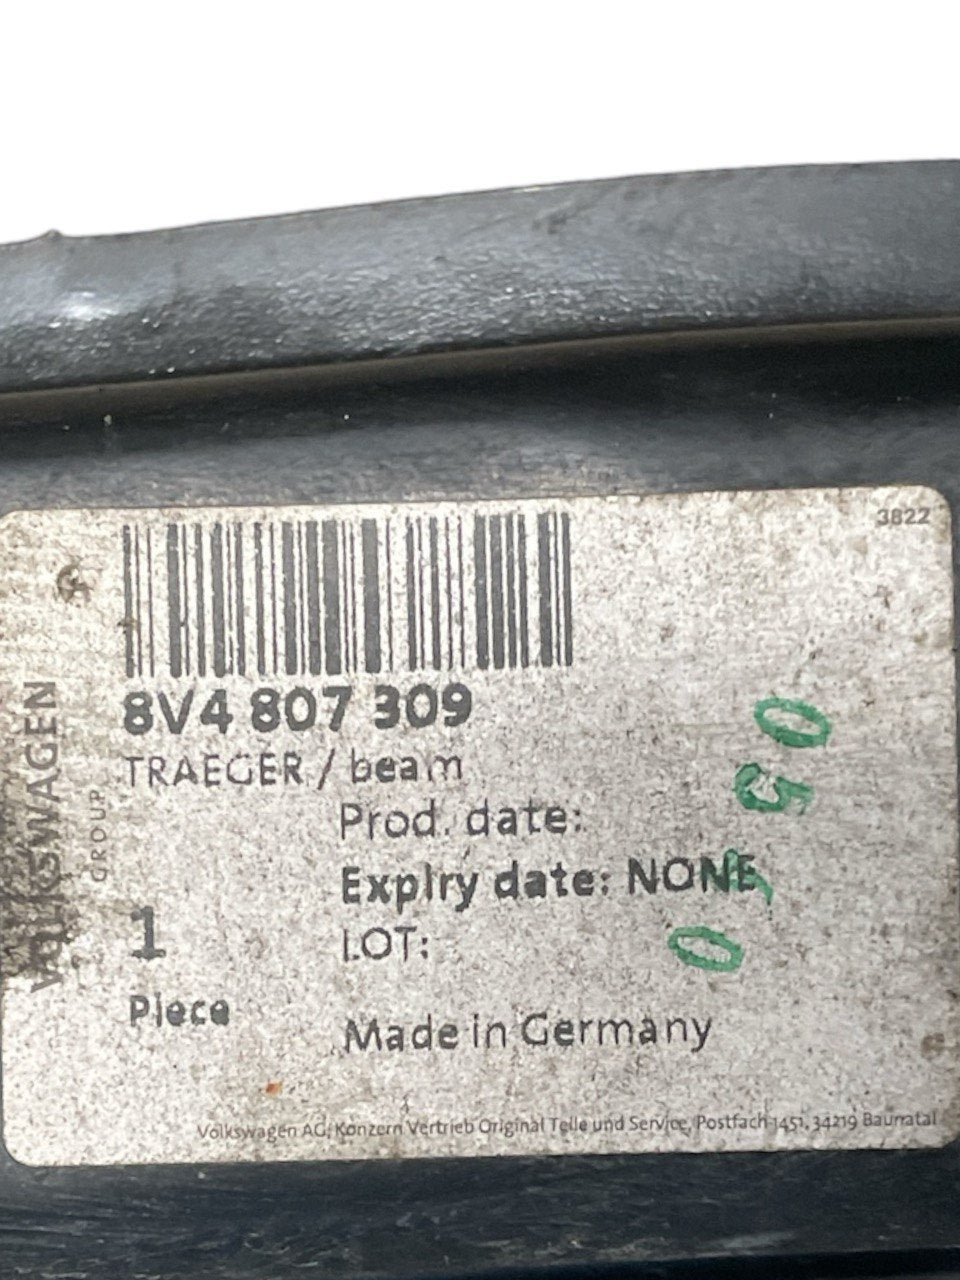 3822
8V4 807 309
TRAEGER / beam
Prod. date:
Expiry date: NONE
1
LOT:
Piece
Made in Germany
Volkswagen AG, Konzern Vertrieb Original Teile und Service, Postfach 1451, 34219 Baunatal
VOLKSWAGEN
GROUP